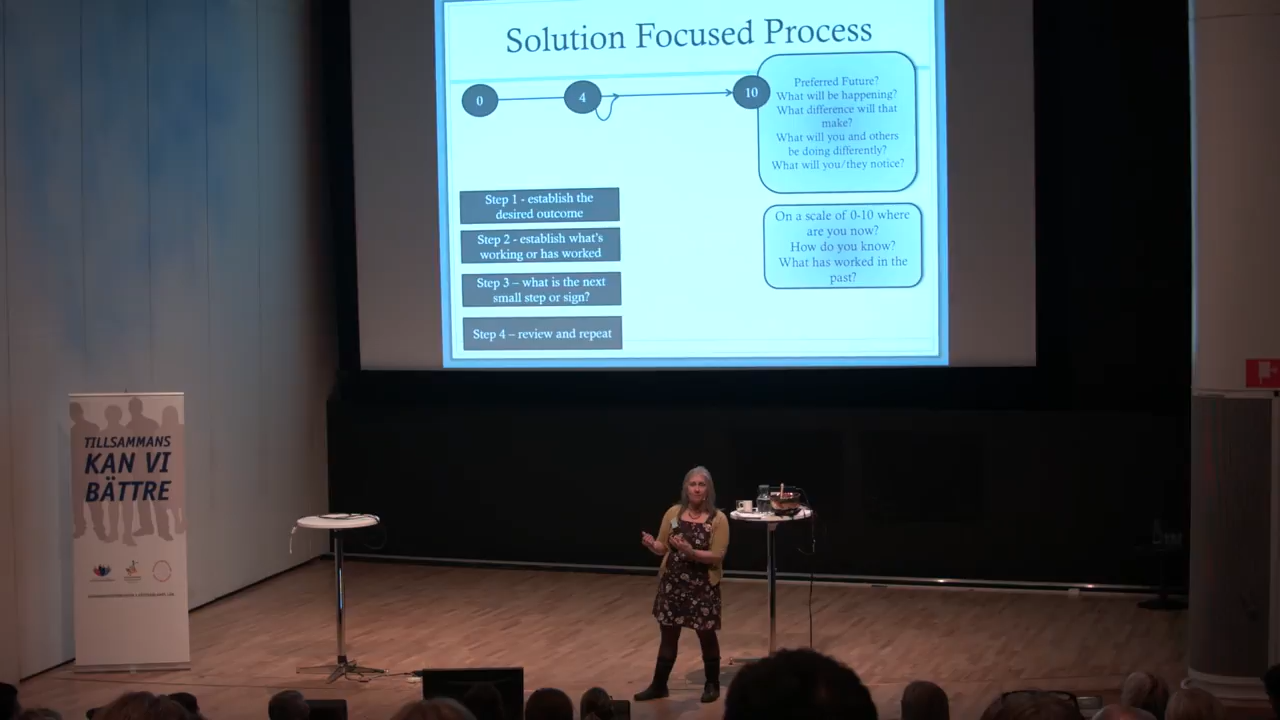 Solution Focused Process
0
4
10
Preferred Future?
What will be happening?
What difference will that
make?
What will you and others
be doing differently?
What will you/they notice?
Step 1 - establish the
desired outcome
Step 2 - establish what's
working or has worked
Step 3 – what is the next
small step or sign?
Step 4 – review and repeat
On a scale of 0-10 where
are you now?
How do you know?
What has worked in the
past?
TILLSAMMANS
KAN VI
BÄTTRE